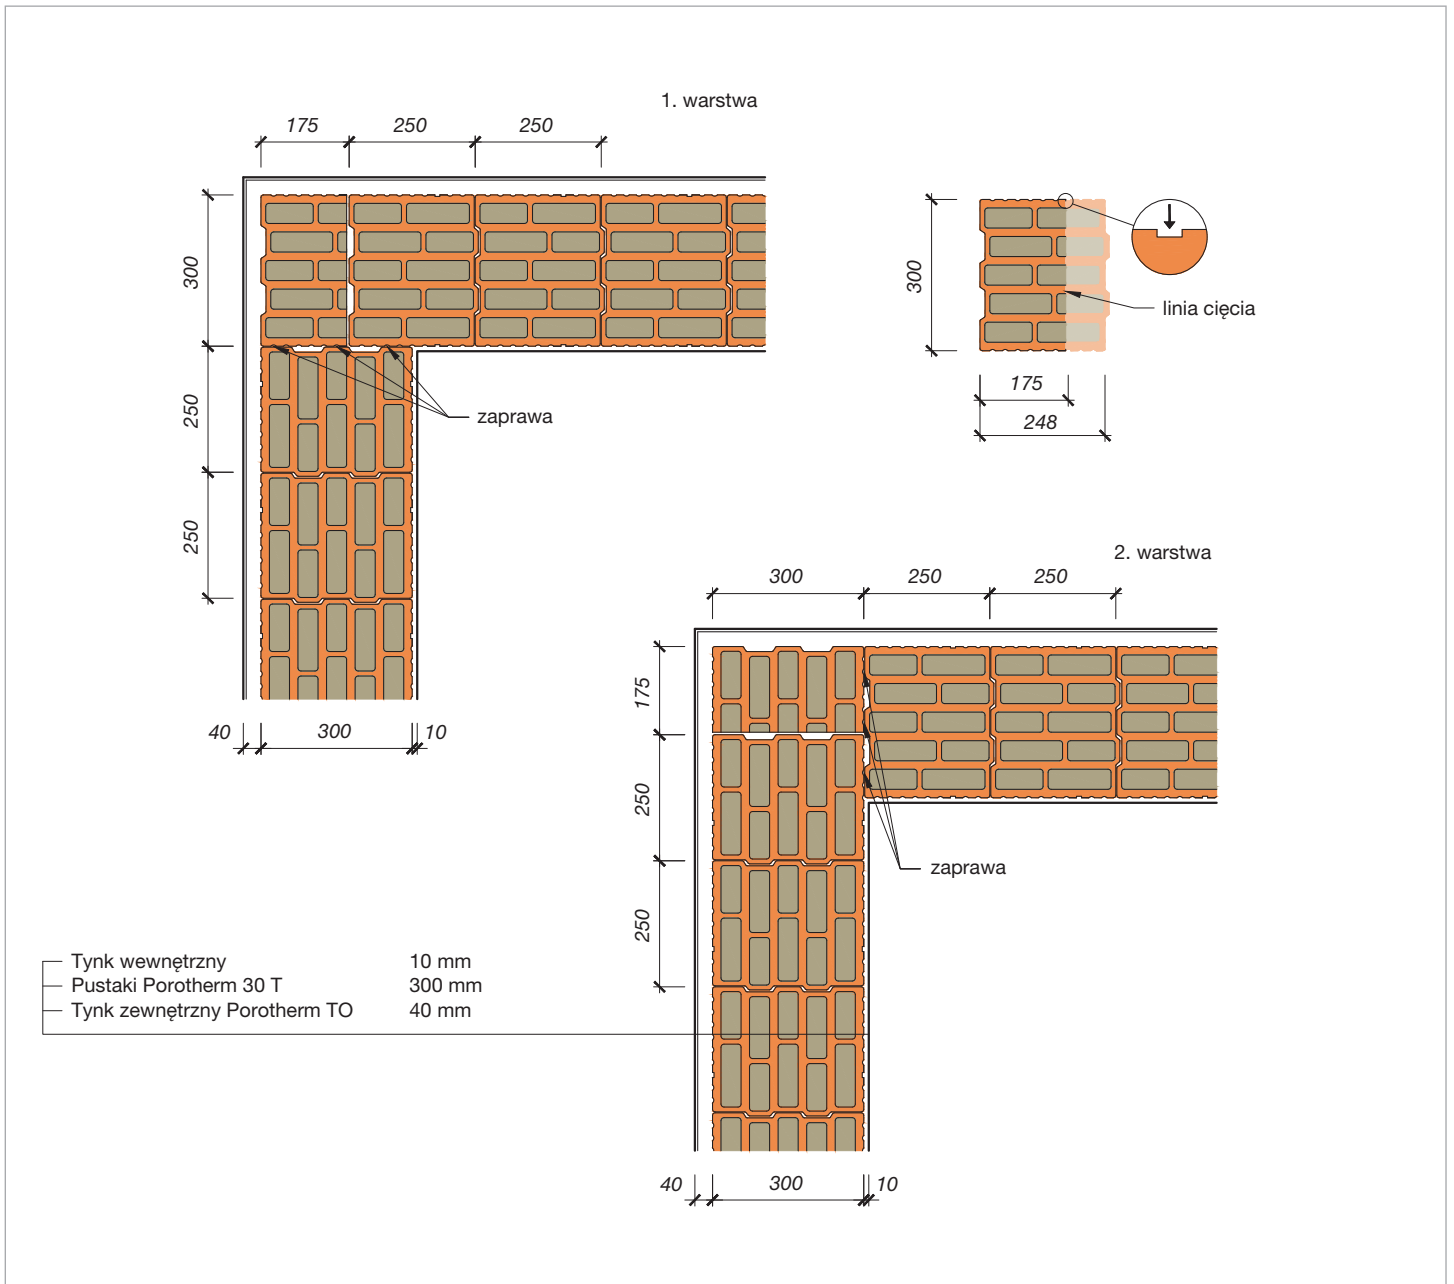 1. warstwa
175 250 250
300
250
250
zaprawa
40 300 10
300
linia cięcia
175
248
2. warstwa
300 250 250
175
250
250
zaprawa
40 300 10
Tynk wewnętrzny 10 mm
Pustaki Porotherm 30 T 300 mm
Tynk zewnętrzny Porotherm TO 40 mm